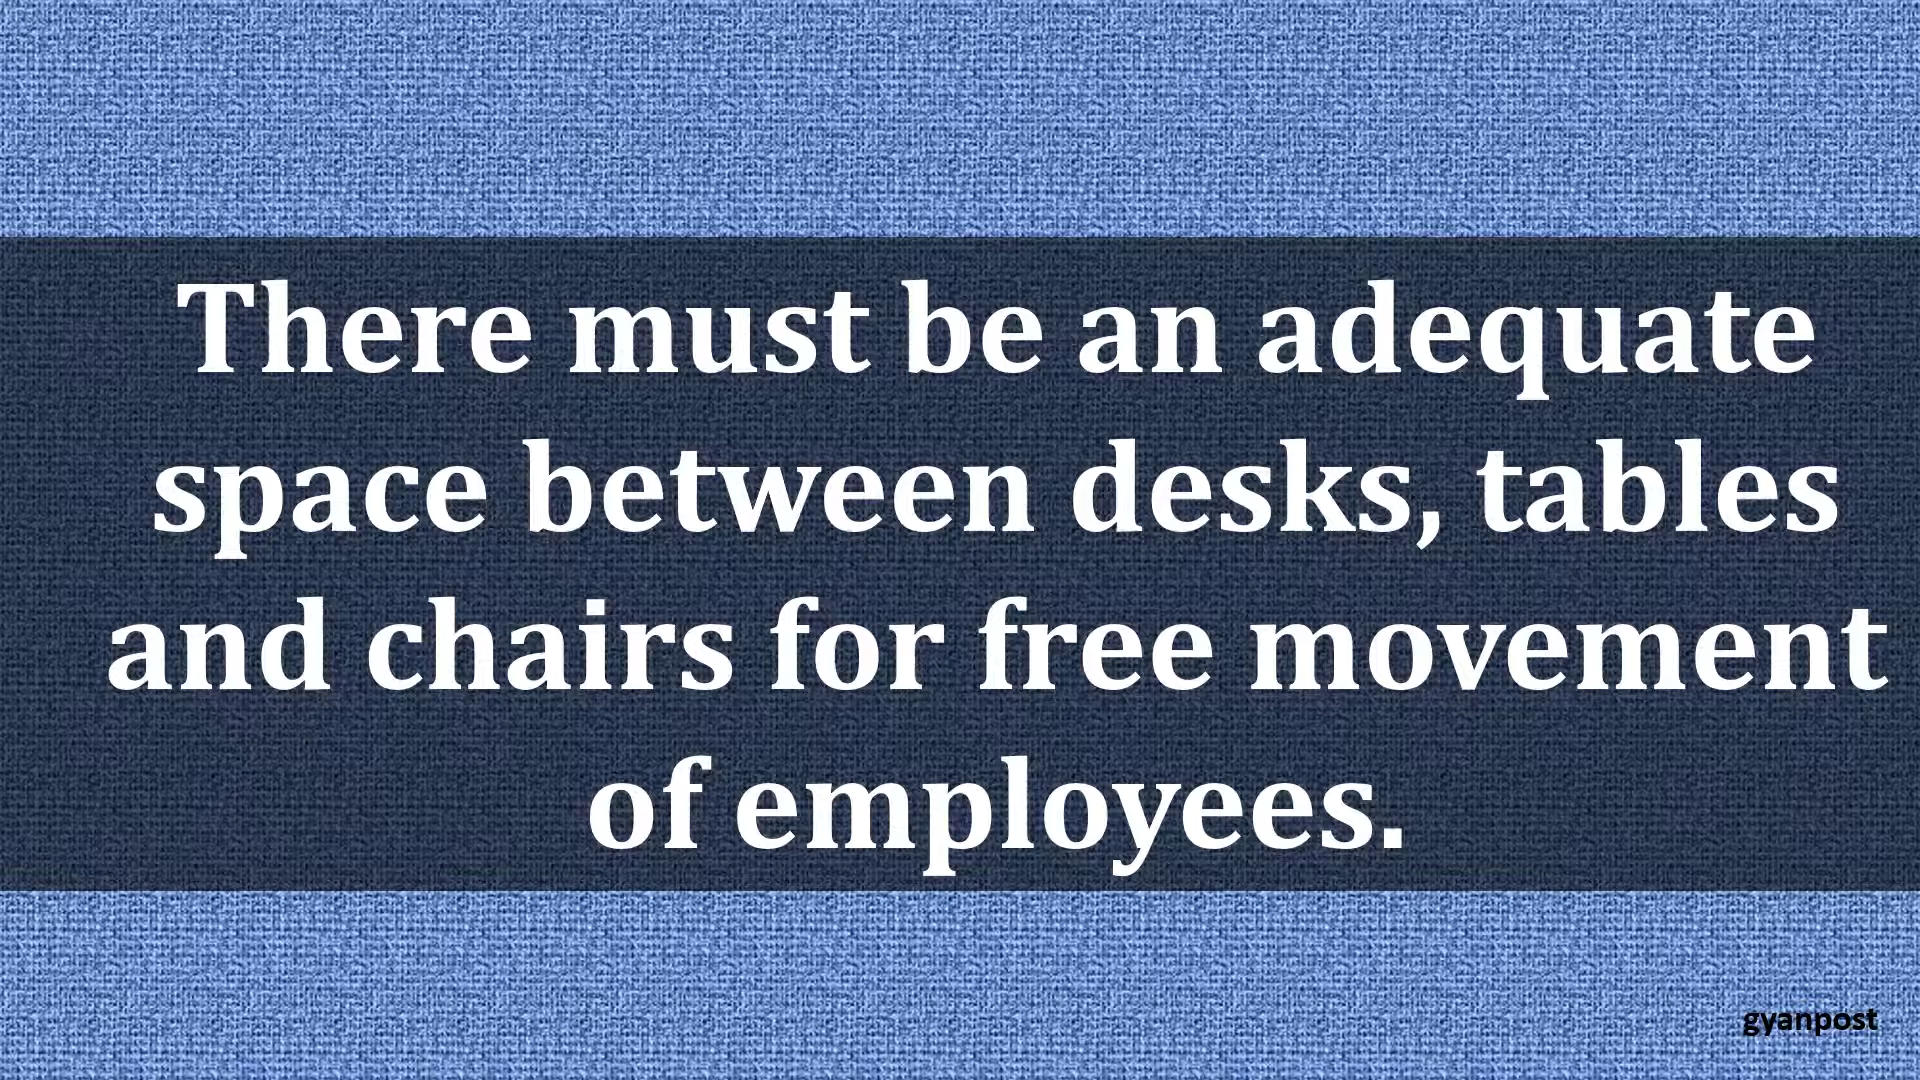 There must be an adequate
space between desks, tables
and chairs for free movement
of employees.
gyanpost